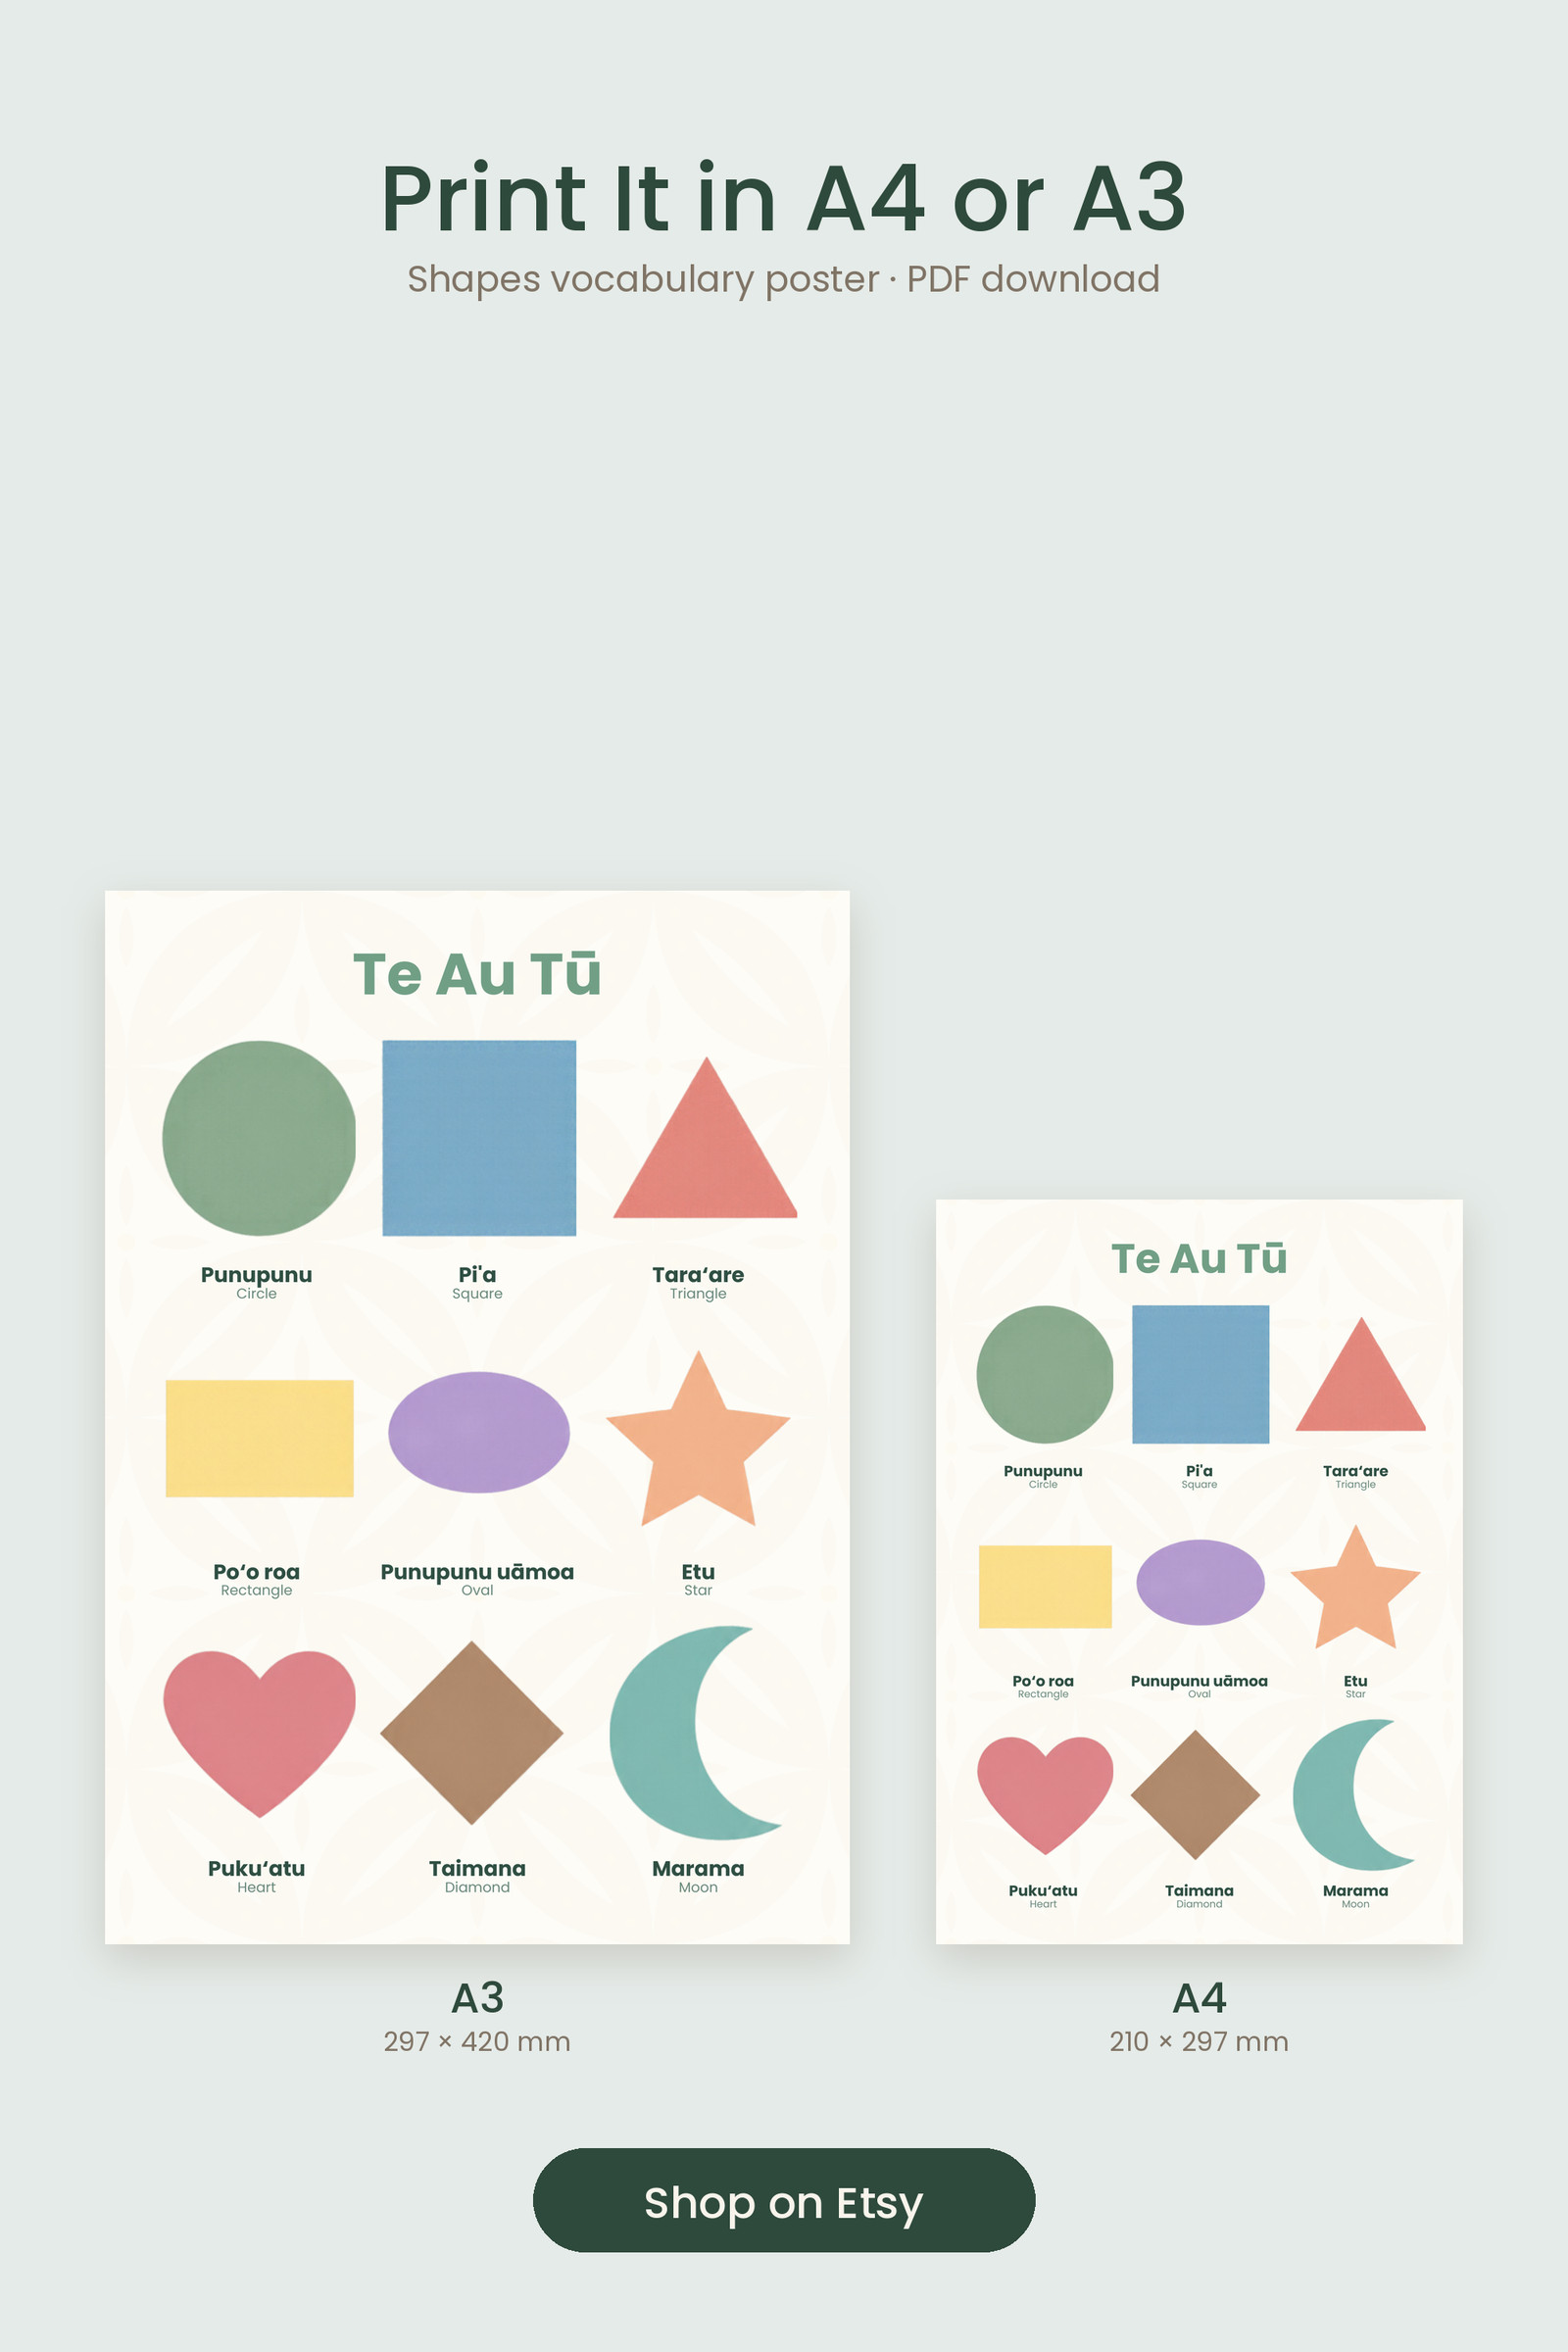 Print It in A4 or A3
Shapes vocabulary poster · PDF download
Te Au Tū
Punupunu
Circle
Pi'a
Square
Tara‘are
Triangle
Po‘o roa
Rectangle
Punupunu uāmoa
Oval
Etu
Star
Puku‘atu
Heart
Taimana
Diamond
Marama
Moon
A3
297 × 420 mm
Te Au Tū
Punupunu
Circle
Pi'a
Square
Tara‘are
Triangle
Po‘o roa
Rectangle
Punupunu uāmoa
Oval
Etu
Star
Puku‘atu
Heart
Taimana
Diamond
Marama
Moon
A4
210 × 297 mm
Shop on Etsy